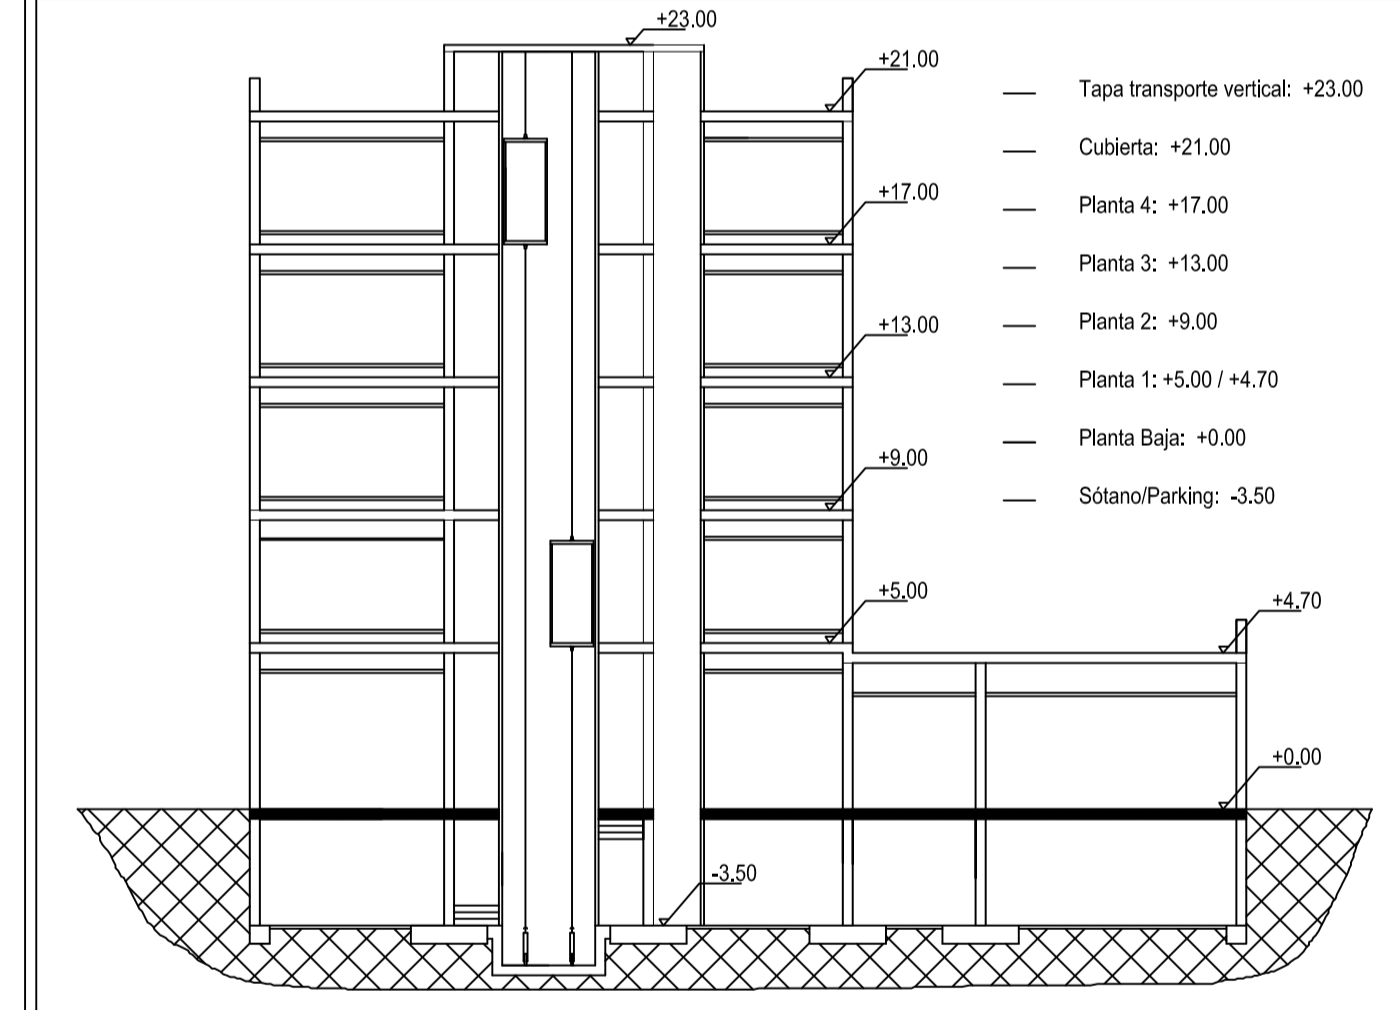 +23.00
+21.00
Tapa transporte vertical: +23.00
Cubierta: +21.00
+17.00
Planta 4: +17.00
Planta 3: +13.00
+13.00
Planta 2: +9.00
Planta 1: +5.00 / +4.70
Planta Baja: +0.00
+9.00
Sótano/Parking: -3.50
+5.00
+4.70
+0.00
-3.50